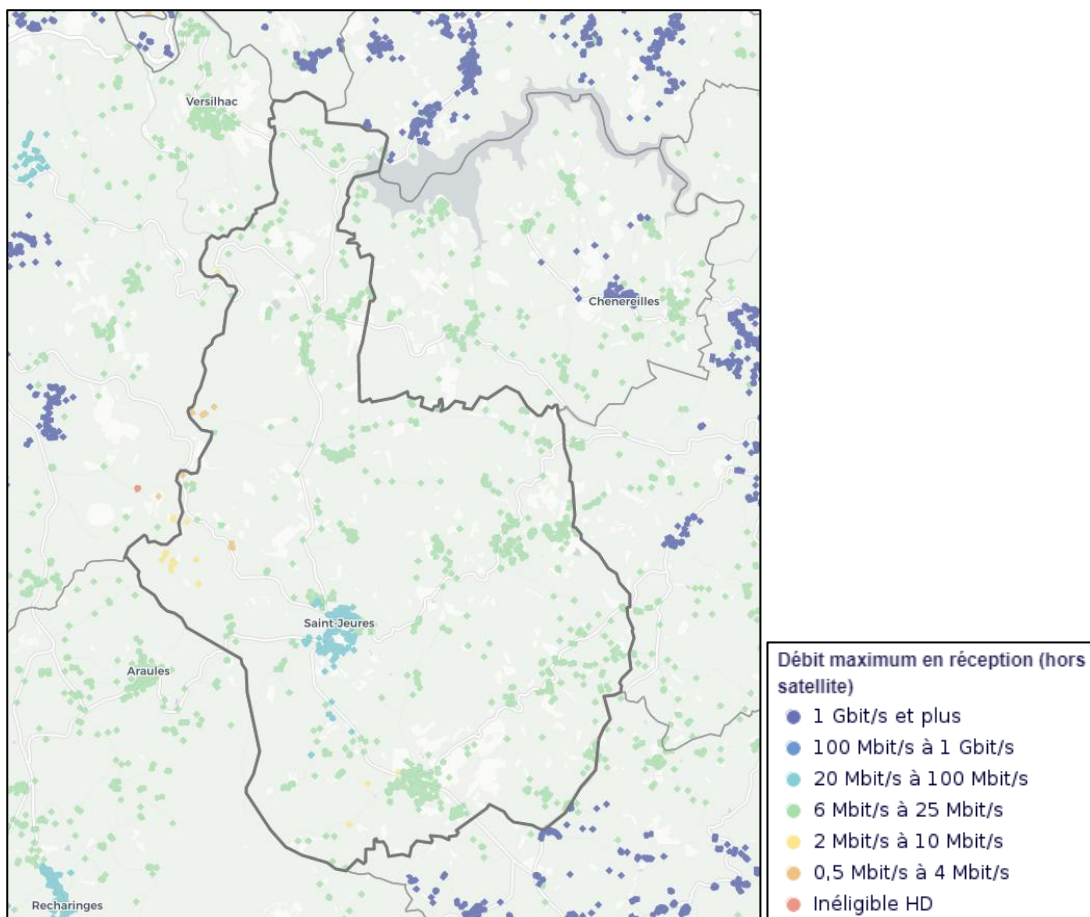 Versilhac
Chenereilles
Saint-Jeures
Araules
Recharinges
Débit maximum en réception (hors
satellite)
1 Gbit/s et plus
100 Mbit/s à 1 Gbit/s
20 Mbit/s à 100 Mbit/s
6 Mbit/s à 25 Mbit/s
2 Mbit/s à 10 Mbit/s
0,5 Mbit/s à 4 Mbit/s
Inéligible HD